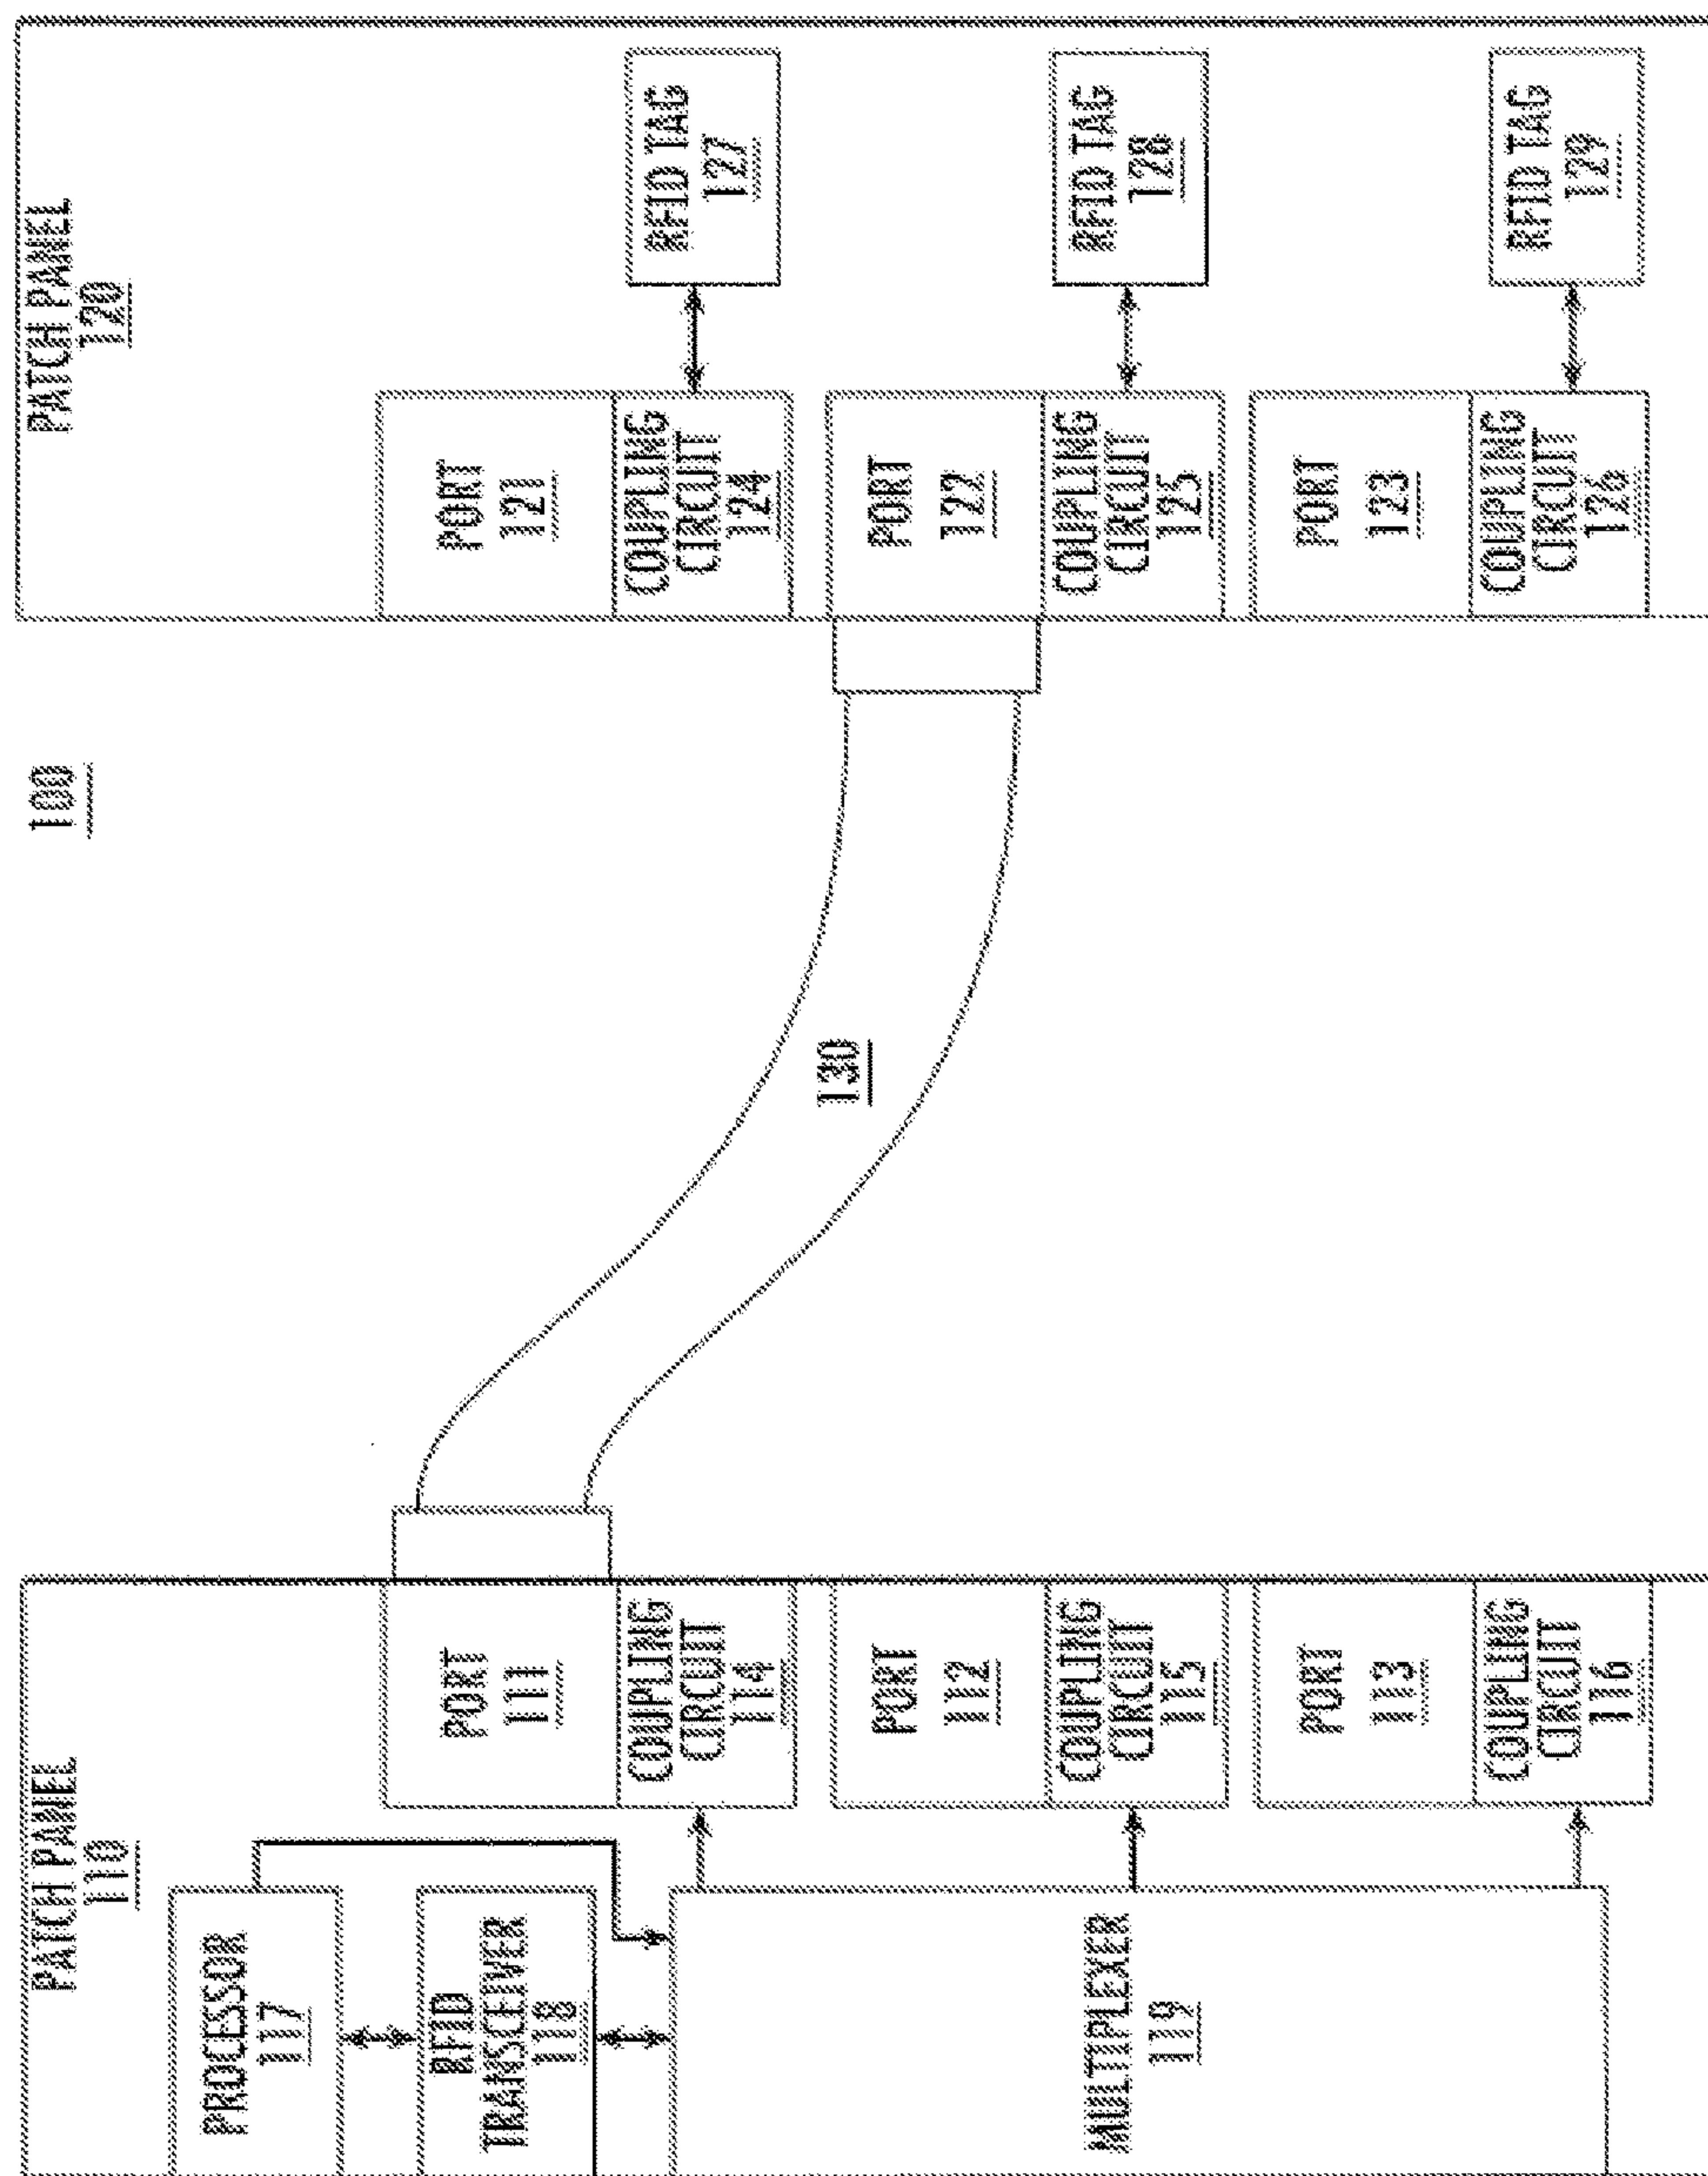 100
PATCH PANEL
110
PROCESSOR
117
RFID
TRANSCEIVER
118
MULTIPLEXER
119
PORT
111
COUPLING
CIRCUIT
114
PORT
112
COUPLING
CIRCUIT
115
PORT
113
COUPLING
CIRCUIT
116
130
PATCH PANEL
120
PORT
121
COUPLING
CIRCUIT
124
PORT
122
COUPLING
CIRCUIT
125
PORT
123
COUPLING
CIRCUIT
126
RFID TAG
127
RFID TAG
128
RFID TAG
129